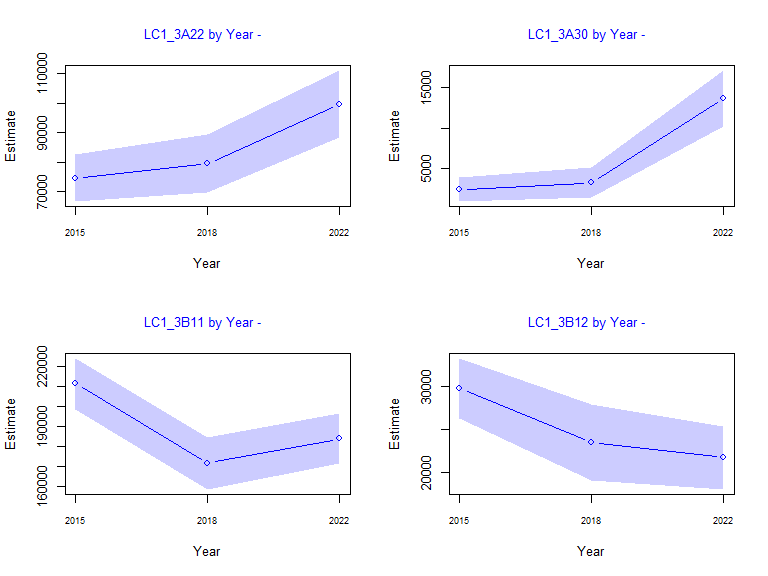 LC1_3A22 by Year -
Estimate
110000
90000
70000
2015
2018
2022
Year
LC1_3A30 by Year -
Estimate
15000
5000
2015
2018
2022
Year
LC1_3B11 by Year -
Estimate
220000
190000
160000
2015
2018
2022
Year
LC1_3B12 by Year -
Estimate
30000
20000
2015
2018
2022
Year